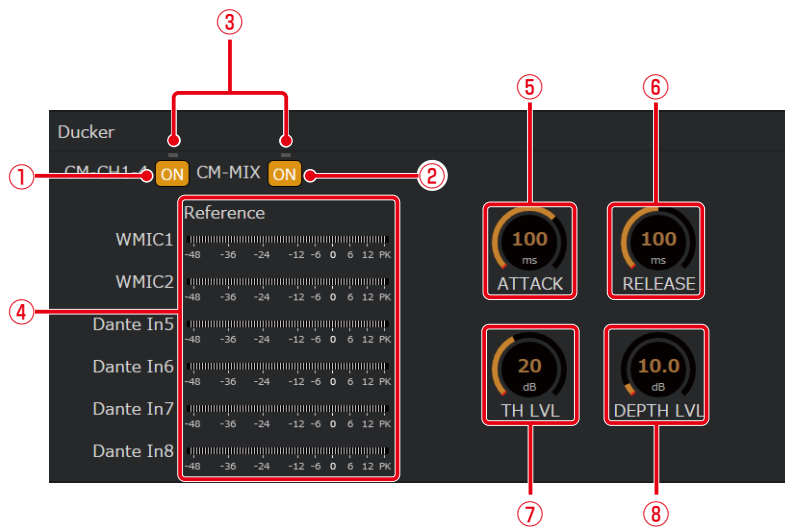 ③
⑤ ⑥
Ducker
① CM-CH1-4 ON CM-MIX ON ②
Reference
WMIC1
-48 -36 -24 -12 -6 0 6 12 PK
WMIC2
-48 -36 -24 -12 -6 0 6 12 PK
④
Dante In5
-48 -36 -24 -12 -6 0 6 12 PK
Dante In6
-48 -36 -24 -12 -6 0 6 12 PK
Dante In7
-48 -36 -24 -12 -6 0 6 12 PK
Dante In8
-48 -36 -24 -12 -6 0 6 12 PK
100
ms
ATTACK
100
ms
RELEASE
20
dB
TH LVL
10.0
dB
DEPTH LVL
⑦ ⑧